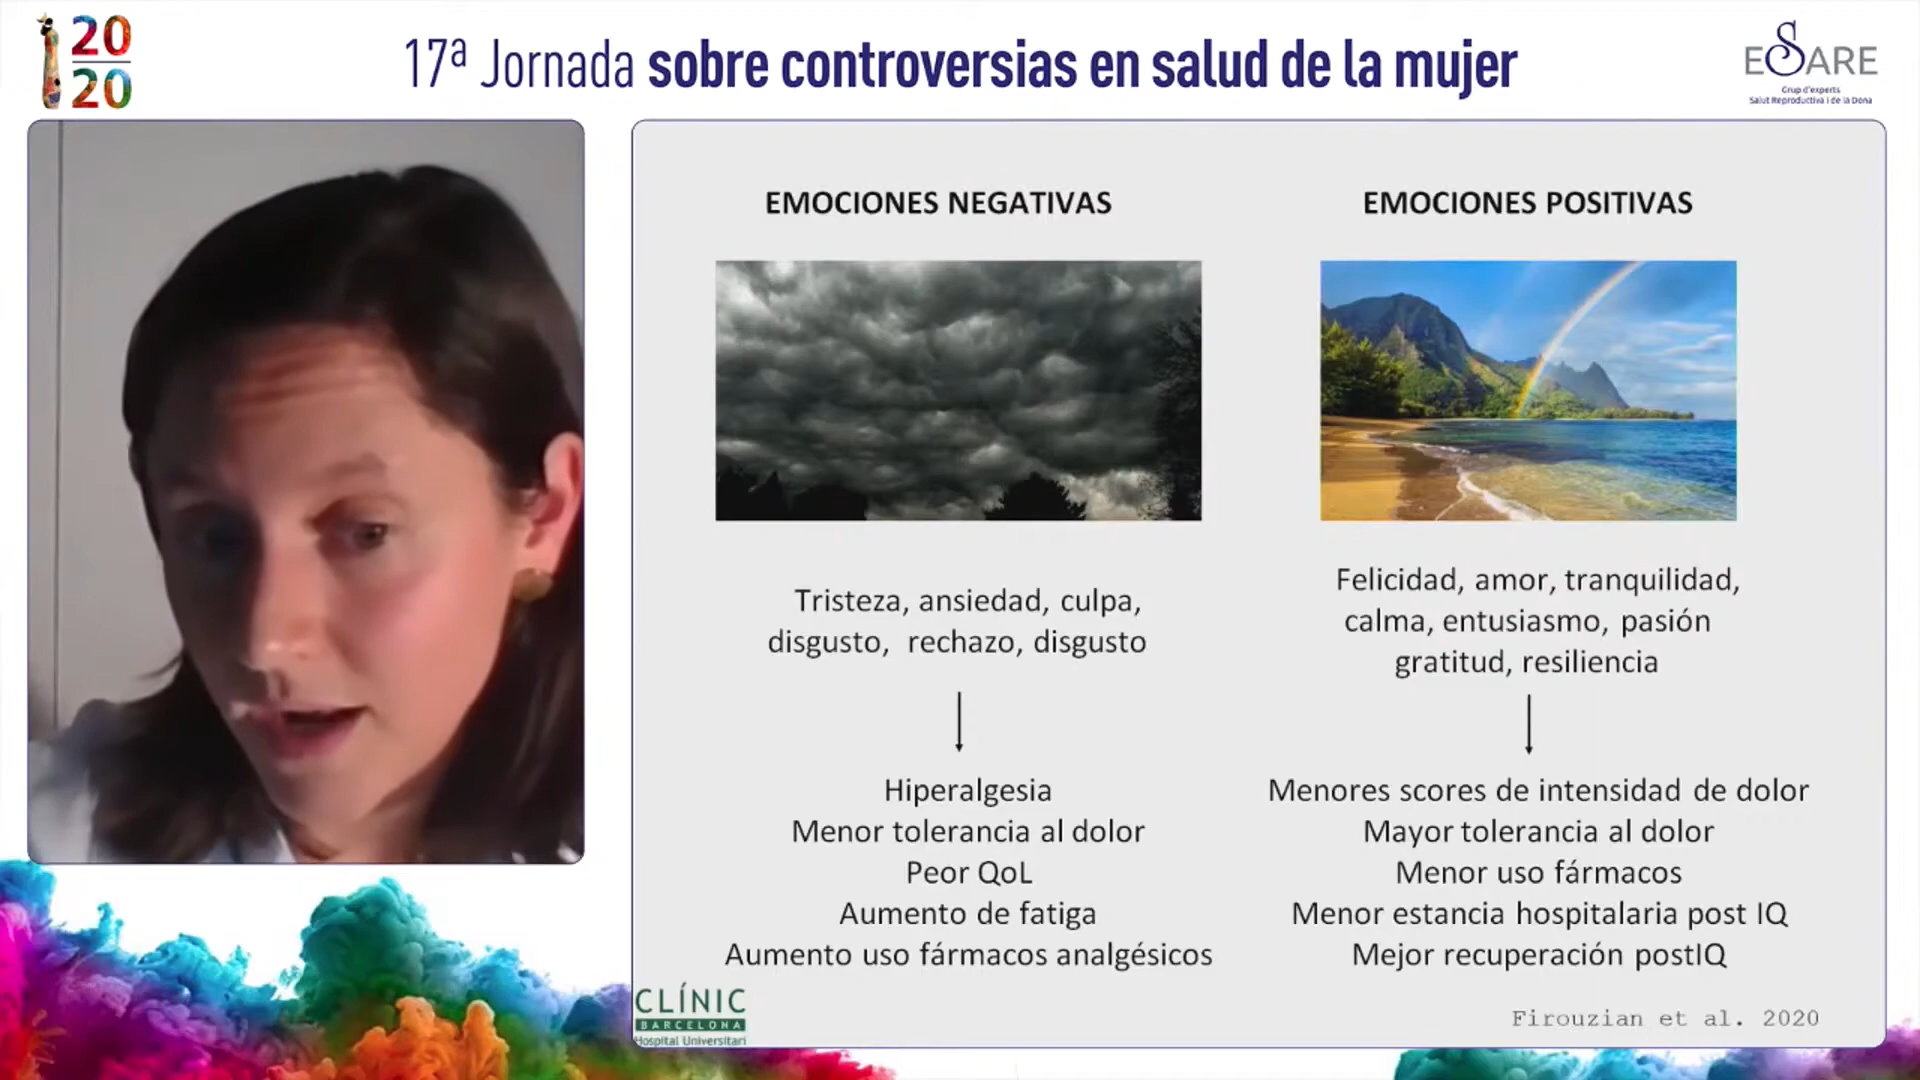 20
20
17ª Jornada sobre controversias en salud de la mujer
ESARE
Grup d'experts
Salut Reproductiva i de la Dona
EMOCIONES NEGATIVAS
Tristeza, ansiedad, culpa,
disgusto, rechazo, disgusto
Hiperalgesia
Menor tolerancia al dolor
Peor QoL
Aumento de fatiga
Aumento uso fármacos analgésicos
EMOCIONES POSITIVAS
Felicidad, amor, tranquilidad,
calma, entusiasmo, pasión
gratitud, resiliencia
Menores scores de intensidad de dolor
Mayor tolerancia al dolor
Menor uso fármacos
Menor estancia hospitalaria post IQ
Mejor recuperación postIQ
CLÍNIC
BARCELONA
Hospital Universitari
Firouzian et al. 2020